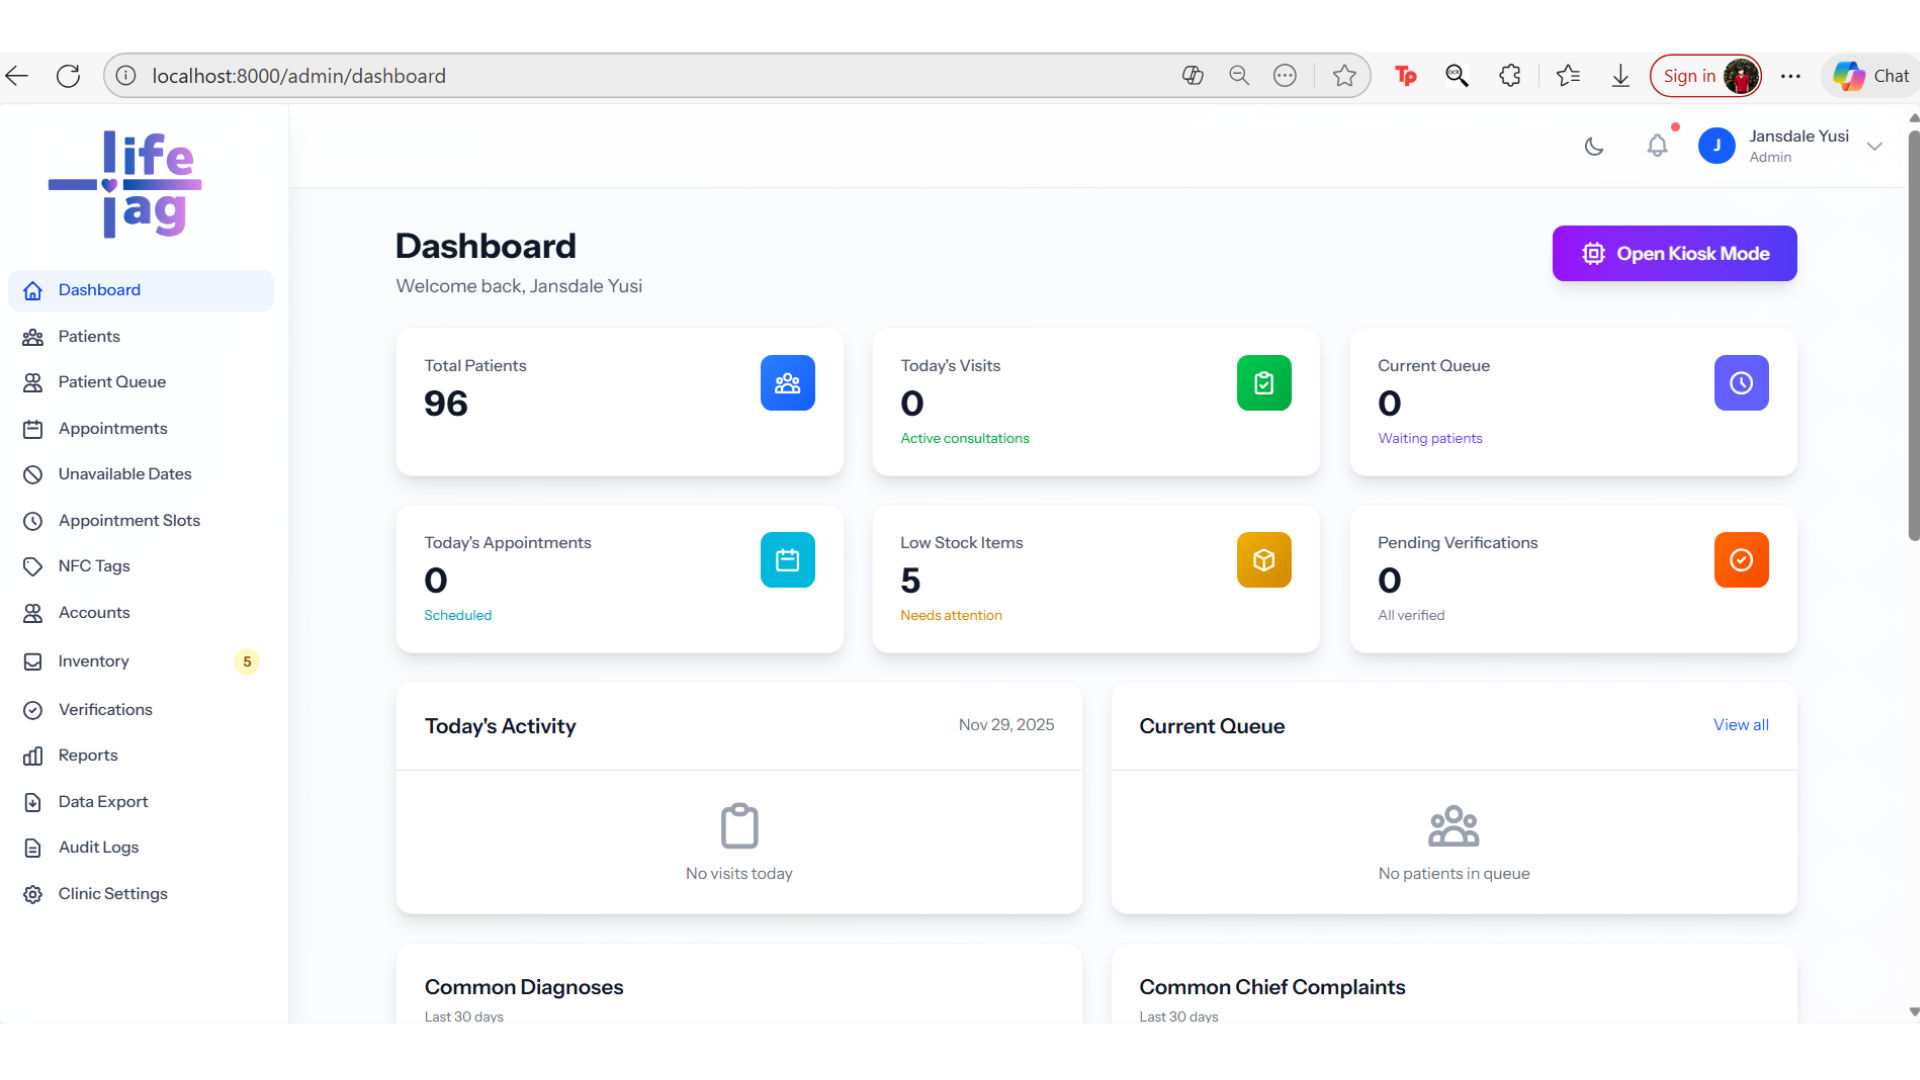 localhost:8000/admin/dashboard
Tp
Sign in
Chat
life
tag
Jansdale Yusi
Admin
J
Dashboard
Patients
Patient Queue
Appointments
Unavailable Dates
Appointment Slots
NFC Tags
Accounts
Inventory
5
Verifications
Reports
Data Export
Audit Logs
Clinic Settings
Dashboard
Welcome back, Jansdale Yusi
Open Kiosk Mode
Total Patients
96
Today's Visits
0
Active consultations
Current Queue
0
Waiting patients
Today's Appointments
0
Scheduled
Low Stock Items
5
Needs attention
Pending Verifications
0
All verified
Today's Activity
Nov 29, 2025
No visits today
Current Queue
View all
No patients in queue
Common Diagnoses
Last 30 days
Common Chief Complaints
Last 30 days